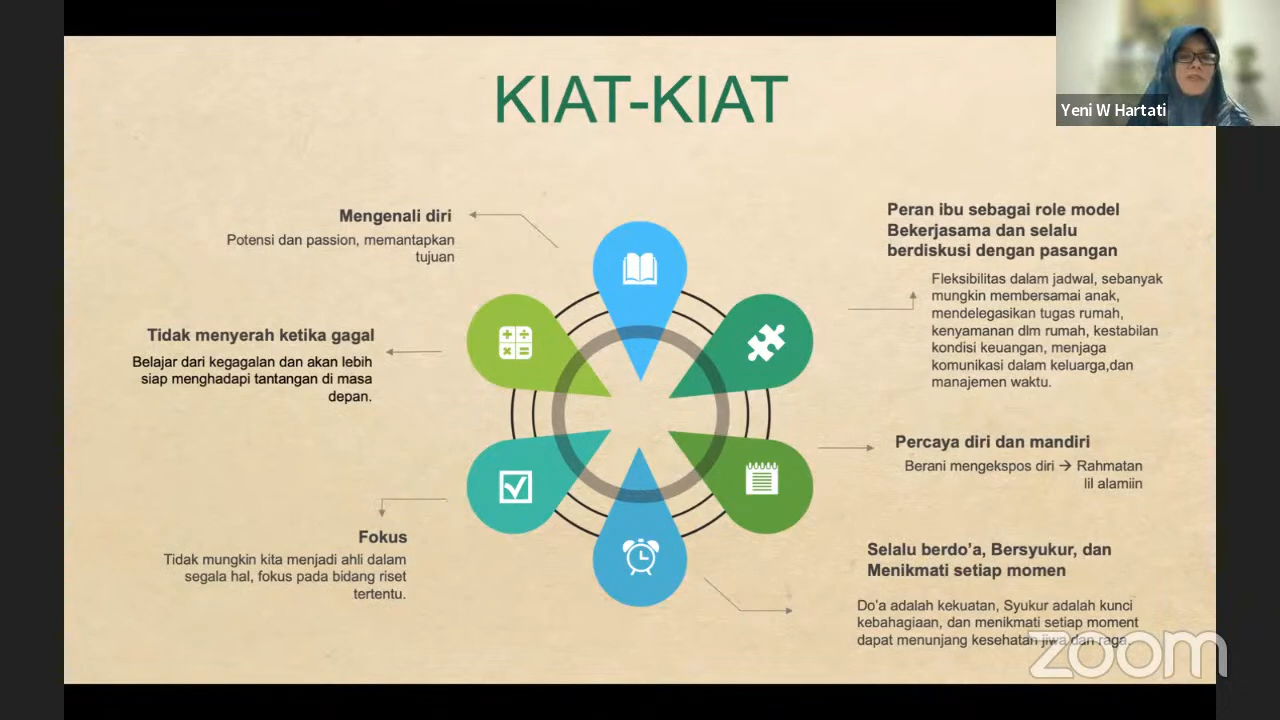 KIAT-KIAT
Yeni W Hartati
Mengenali diri
Potensi dan passion, memantapkan
tujuan
Tidak menyerah ketika gagal
Belajar dari kegagalan dan akan lebih
siap menghadapi tantangan di masa
depan.
Fokus
Tidak mungkin kita menjadi ahli dalam
segala hal, fokus pada bidang riset
tertentu.
Peran ibu sebagai role model
Bekerjasama dan selalu
berdiskusi dengan pasangan
Fleksibilitas dalam jadwal, sebanyak
mungkin membersamai anak,
mendelegasikan tugas rumah,
kenyamanan dlm rumah, kestabilan
kondisi keuangan, menjaga
komunikasi dalam keluarga,dan
manajemen waktu.
Percaya diri dan mandiri
Berani mengekspos diri → Rahmatan
lil alamiin
Selalu berdo’a, Bersyukur, dan
Menikmati setiap momen
Do’a adalah kekuatan, Syukur adalah kunci
kebahagiaan, dan menikmati setiap moment
dapat menunjang kesehatan jiwa dan raga.
zoom